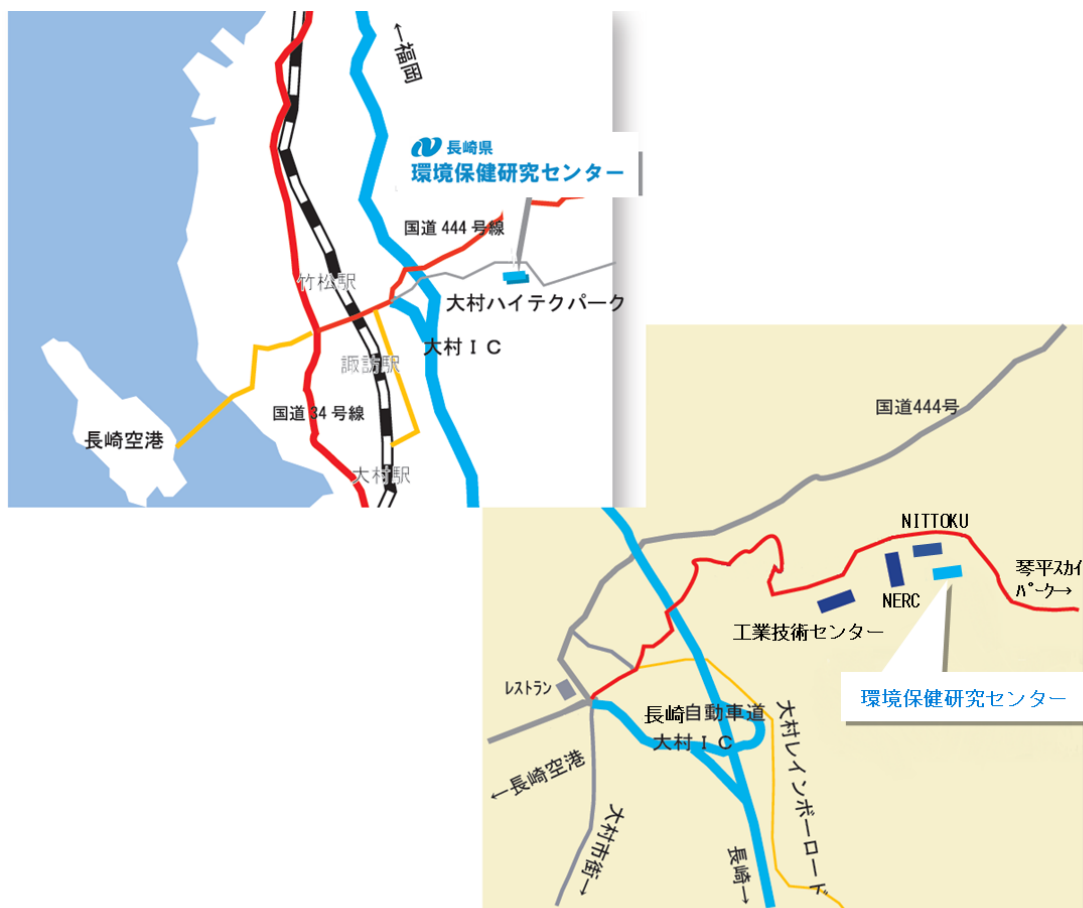 ←福岡
長崎県
環境保健研究センター
国道 444 号線
竹松駅
大村ハイテクパーク
大村ＩＣ
諏訪駅
国道 34 号線
長崎空港
大村駅
国道444号
NITTOKU
琴平ｽｶｲ
ﾊﾟｰｸ→
NERC
工業技術センター
ﾚｽﾄﾗﾝ
環境保健研究センター
長崎自動車道
大村ＩＣ
←長崎空港
大村レインボーロード
大村市街→
長崎→